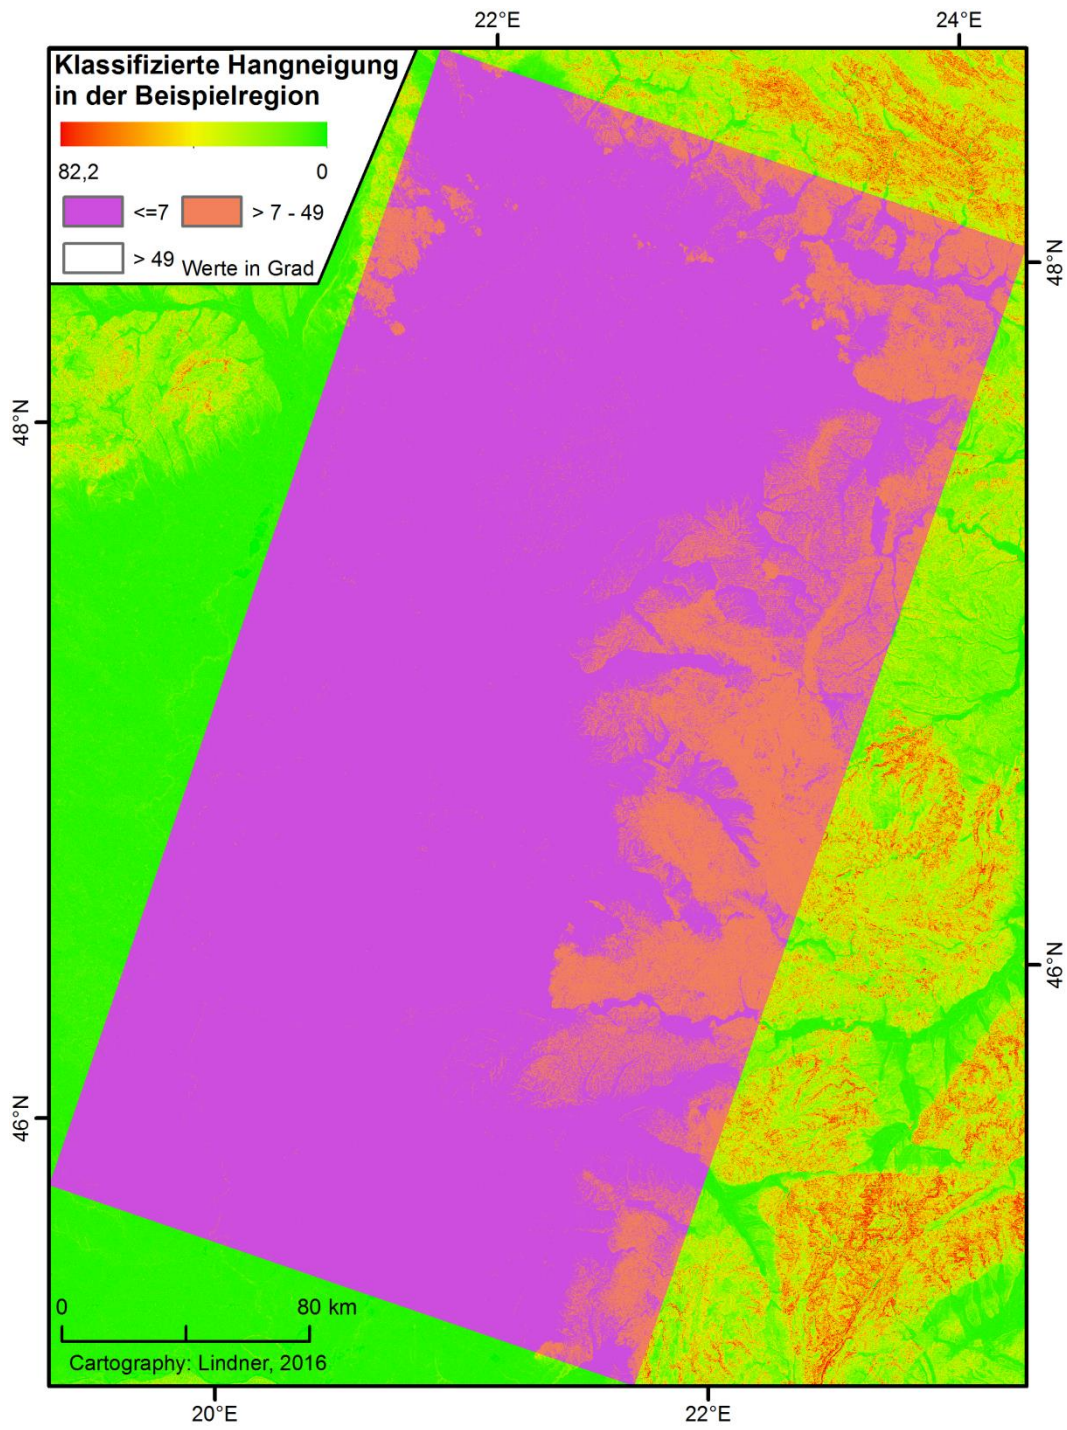 22°E
24°E
Klassifizierte Hangneigung
in der Beispielregion
82,2
0
<=7
> 7 - 49
> 49
Werte in Grad
48°N
48°N
46°N
46°N
0
80 km
Cartography: Lindner, 2016
20°E
22°E